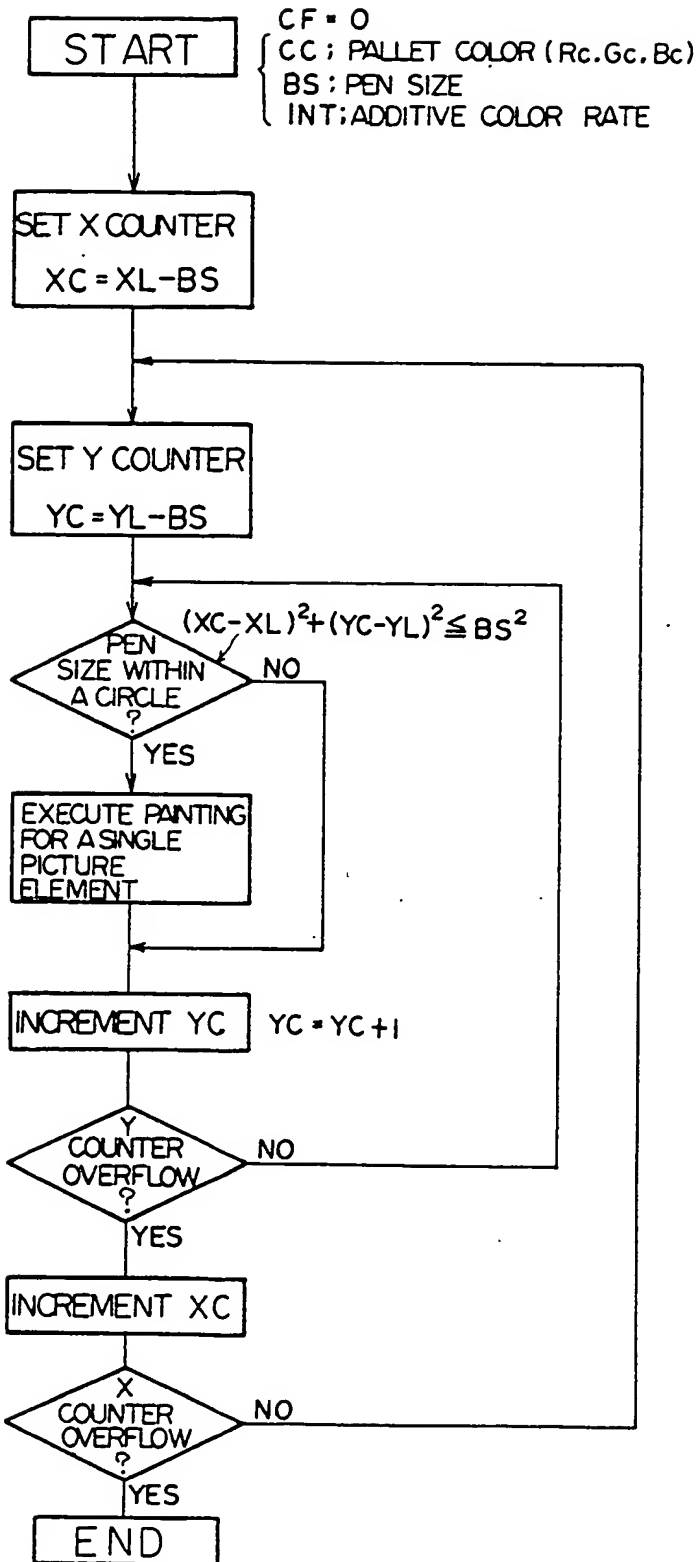 CF = 0
START
CC ; PALLET COLOR (Rc.Gc.Bc)
BS : PEN SIZE
INT; ADDITIVE COLOR RATE
SET X COUNTER
XC = XL-BS
SET Y COUNTER
YC = YL-BS
(XC-XL)²+(YC-YL)² ≦ BS²
PEN
SIZE WITHIN
A CIRCLE
?
NO
YES
EXECUTE PAINTING
FOR A SINGLE
PICTURE
ELEMENT
INCREMENT YC
YC = YC+1
Y
COUNTER
OVERFLOW
?
NO
YES
INCREMENT XC
X
COUNTER
OVERFLOW
?
NO
YES
END